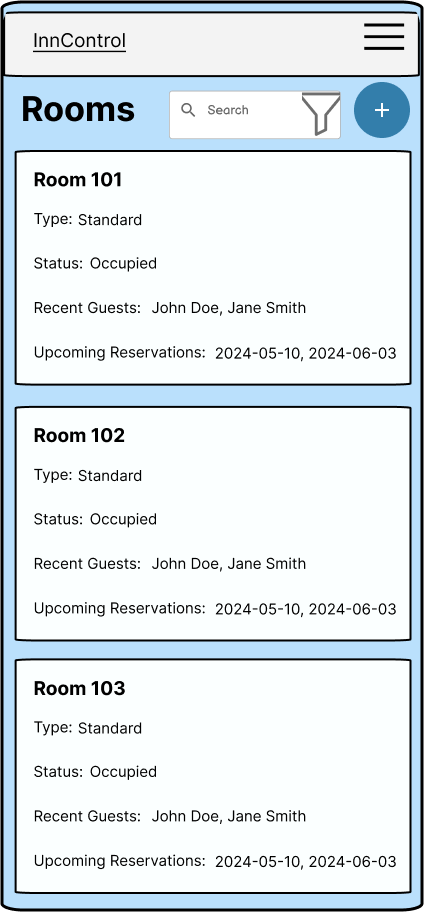 InnControl
Rooms
Search
+
Room 101
Type: Standard
Status: Occupied
Recent Guests: John Doe, Jane Smith
Upcoming Reservations: 2024-05-10, 2024-06-03
Room 102
Type: Standard
Status: Occupied
Recent Guests: John Doe, Jane Smith
Upcoming Reservations: 2024-05-10, 2024-06-03
Room 103
Type: Standard
Status: Occupied
Recent Guests: John Doe, Jane Smith
Upcoming Reservations: 2024-05-10, 2024-06-03